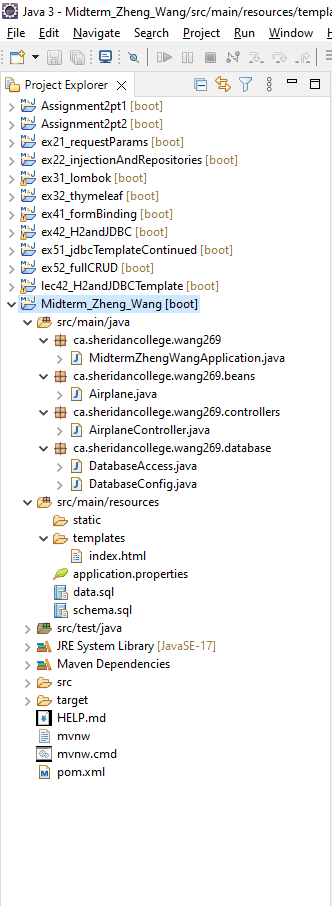 Java 3 - Midterm_Zheng_Wang/src/main/resources/templa
File Edit Navigate Search Project Run Window H
Project Explorer
Assignment2pt1 [boot]
Assignment2pt2 [boot]
ex21_requestParams [boot]
ex22_injectionAndRepositories [boot]
ex31_lombok [boot]
ex32_thymeleaf [boot]
ex41_formBinding [boot]
ex42_H2andJDBC [boot]
ex51_jdbcTemplateContinued [boot]
ex52_fullCRUD [boot]
lec42_H2andJDBCTemplate [boot]
Midterm_Zheng_Wang [boot]
src/main/java
ca.sheridancollege.wang269
MidtermZhengWangApplication.java
ca.sheridancollege.wang269.beans
Airplane.java
ca.sheridancollege.wang269.controllers
AirplaneController.java
ca.sheridancollege.wang269.database
DatabaseAccess.java
DatabaseConfig.java
src/main/resources
static
templates
index.html
application.properties
data.sql
schema.sql
src/test/java
JRE System Library [JavaSE-17]
Maven Dependencies
src
target
HELP.md
mvnw
mvnw.cmd
pom.xml